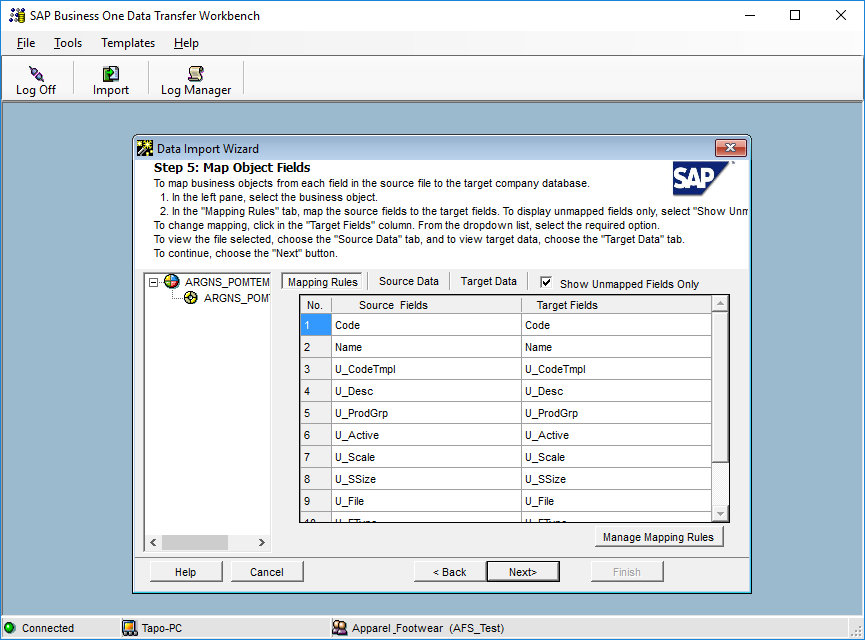 SAP Business One Data Transfer Workbench
File Tools Templates Help
Log Off Import Log Manager
Data Import Wizard
Step 5: Map Object Fields
SAP
To map business objects from each field in the source file to the target company database.
1. In the left pane, select the business object.
2. In the "Mapping Rules" tab, map the source fields to the target fields. To display unmapped fields only, select "Show Unm
To change mapping, click in the "Target Fields" column. From the dropdown list, select the required option.
To view the file selected, choose the "Source Data" tab, and to view target data, choose the "Target Data" tab.
To continue, choose the "Next" button.
ARGNS_POMTEM
ARGNS_POMT
Mapping Rules Source Data Target Data Show Unmapped Fields Only
No. Source Fields Target Fields
1 Code Code
2 Name Name
3 U_CodeTmpl U_CodeTmpl
4 U_Desc U_Desc
5 U_ProdGrp U_ProdGrp
6 U_Active U_Active
7 U_Scale U_Scale
8 U_SSize U_SSize
9 U_File U_File
Manage Mapping Rules
Help Cancel < Back Next> Finish
Connected Tapo-PC Apparel_Footwear (AFS_Test)